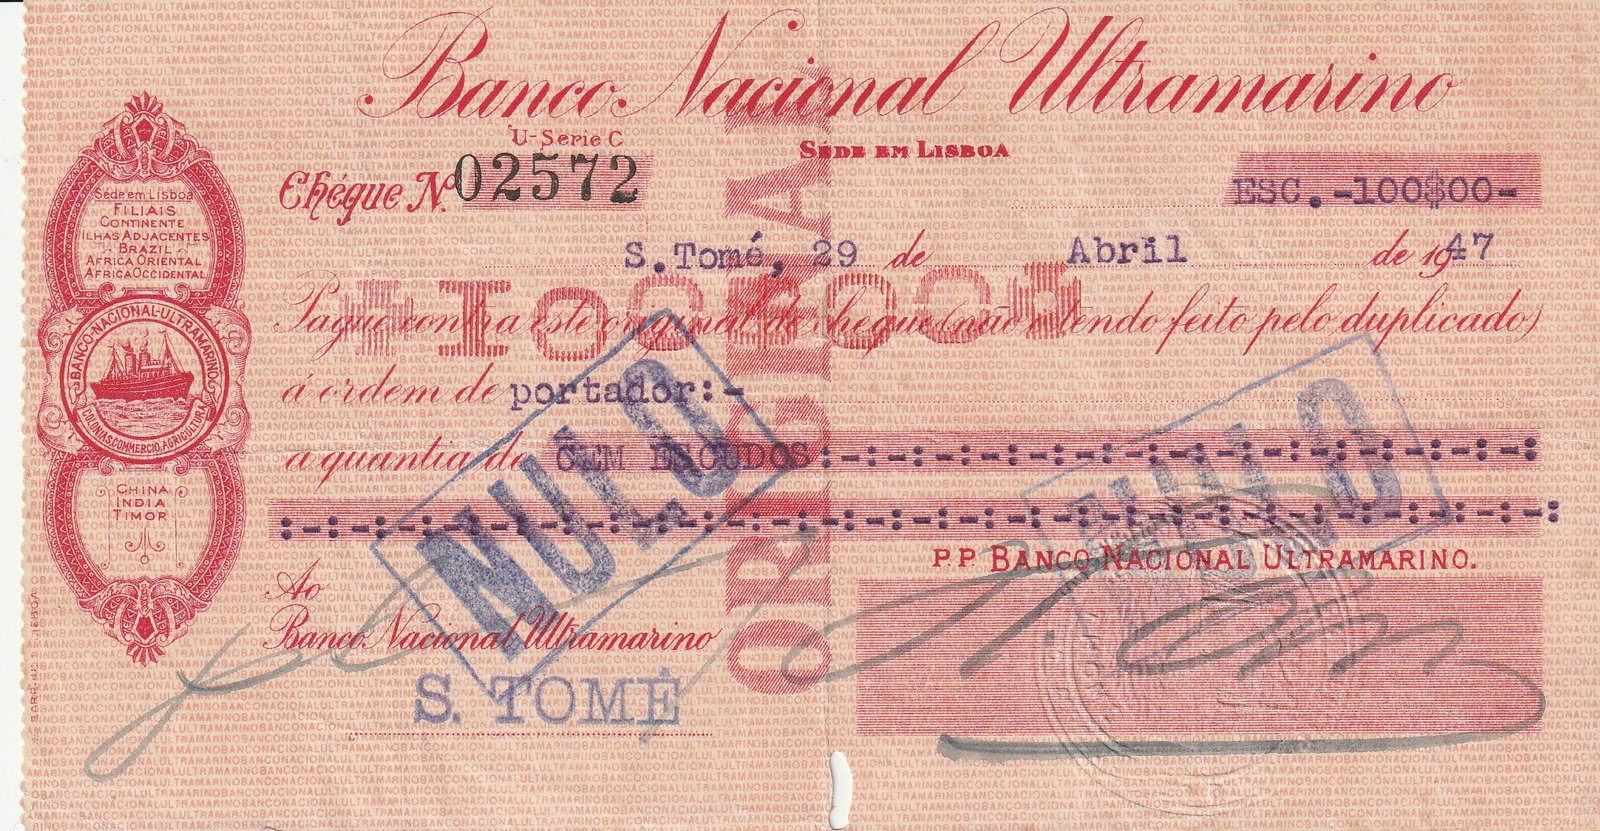 Banco Nacional Ultramarino
U-Serie C
SÉDE EM LISBOA
Chéque Nº 02572
ESC. -100$00-
S. Tomé, 29 de Abril de 1947
Pague contra este original de cheque (não o tendo feito pelo duplicado)
á ordem de portador:-
a quantia de CEM ESCUDOS:-:-:-:-:-:-:-:-:-:-:-:-:-:-:-:
ORIGINAL
NULO
NULO
P.P. BANCO NACIONAL ULTRAMARINO.
Ao
Banco Nacional Ultramarino
S. TOMÉ
Séde em Lisboa
FILIAIS
CONTINENTE
ILHAS ADJACENTES
BRAZIL
AFRICA ORIENTAL
AFRICA OCCIDENTAL
BANCO-NACIONAL-ULTRAMARINO
COLONIAS, COMMERCIO, AGRICULTURA
CHINA
INDIA
TIMOR